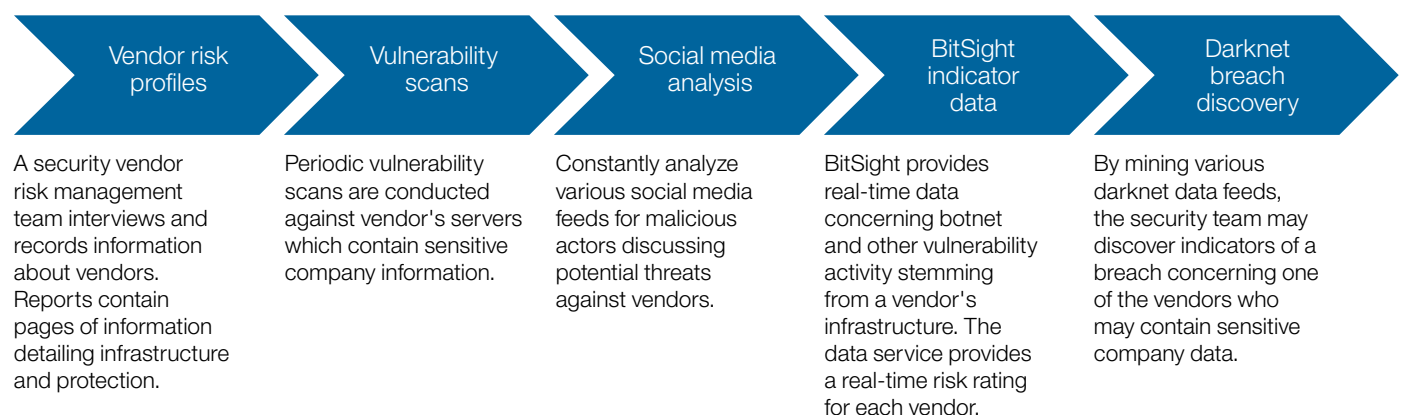 Vendor risk
profiles
Vulnerability
scans
Social media
analysis
BitSight
indicator
data
Darknet
breach
discovery
A security vendor
risk management
team interviews and
records information
about vendors.
Reports contain
pages of information
detailing infrastructure
and protection.
Periodic vulnerability
scans are conducted
against vendor's servers
which contain sensitive
company information.
Constantly analyze
various social media
feeds for malicious
actors discussing
potential threats
against vendors.
BitSight provides
real-time data
concerning botnet
and other vulnerability
activity stemming
from a vendor's
infrastructure. The
data service provides
a real-time risk rating
for each vendor.
By mining various
darknet data feeds,
the security team may
discover indicators of a
breach concerning one
of the vendors who
may contain sensitive
company data.